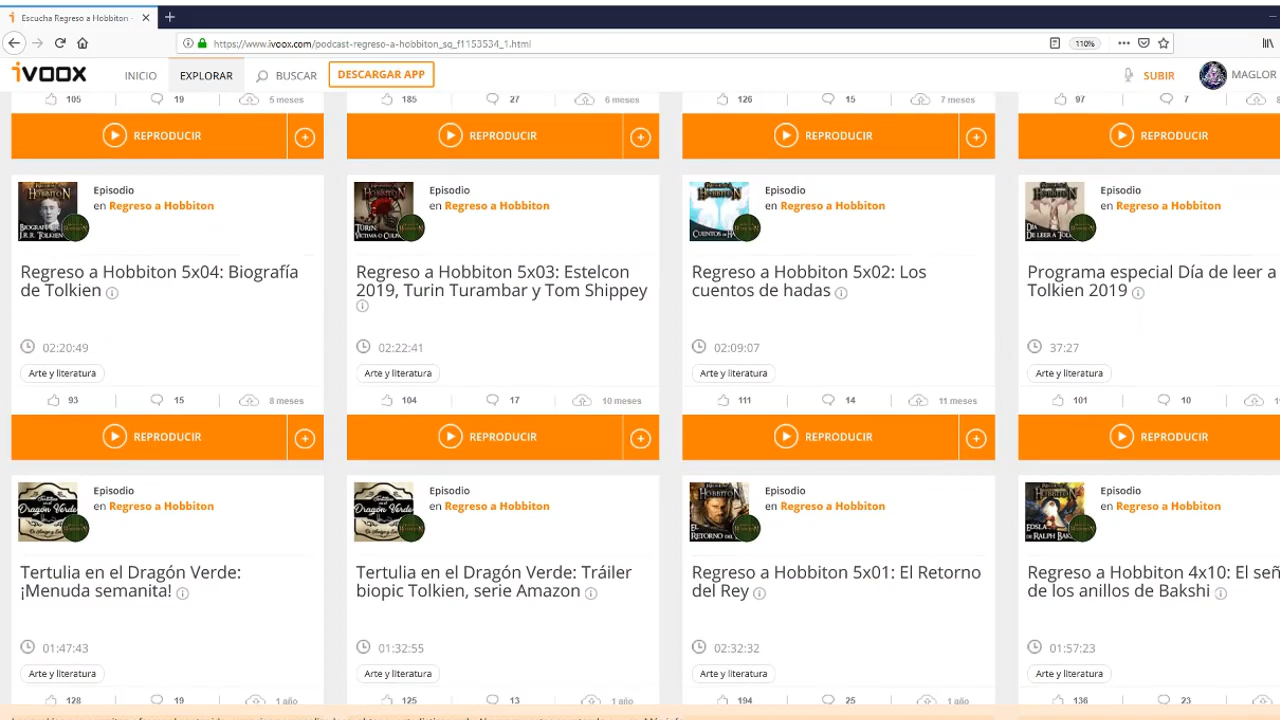 Escucha Regreso a Hobbiton -
https://www.ivoox.com/podcast-regreso-a-hobbiton_sq_f1153534_1.html
110%
iVOOX
INICIO
EXPLORAR
BUSCAR
DESCARGAR APP
SUBIR
MAGLOR
105 19 5 meses
185 27 6 meses
126 15 7 meses
97 7
REPRODUCIR
REPRODUCIR
REPRODUCIR
REPRODUCIR
Episodio
en Regreso a Hobbiton
Regreso a Hobbiton 5x04: Biografía
de Tolkien
02:20:49
Arte y literatura
93 15 8 meses
REPRODUCIR
Episodio
en Regreso a Hobbiton
Regreso a Hobbiton 5x03: Estelcon
2019, Turin Turambar y Tom Shippey
02:22:41
Arte y literatura
104 17 10 meses
REPRODUCIR
Episodio
en Regreso a Hobbiton
Regreso a Hobbiton 5x02: Los
cuentos de hadas
02:09:07
Arte y literatura
111 14 11 meses
REPRODUCIR
Episodio
en Regreso a Hobbiton
Programa especial Día de leer a
Tolkien 2019
37:27
Arte y literatura
101 10
REPRODUCIR
Episodio
en Regreso a Hobbiton
Tertulia en el Dragón Verde:
¡Menuda semanita!
01:47:43
Arte y literatura
128 19 1 año
Episodio
en Regreso a Hobbiton
Tertulia en el Dragón Verde: Tráiler
biopic Tolkien, serie Amazon
01:32:55
Arte y literatura
125 13 1 año
Episodio
en Regreso a Hobbiton
Regreso a Hobbiton 5x01: El Retorno
del Rey
02:32:32
Arte y literatura
194 25 1 año
Episodio
en Regreso a Hobbiton
Regreso a Hobbiton 4x10: El señ
de los anillos de Bakshi
01:57:23
Arte y literatura
136 23